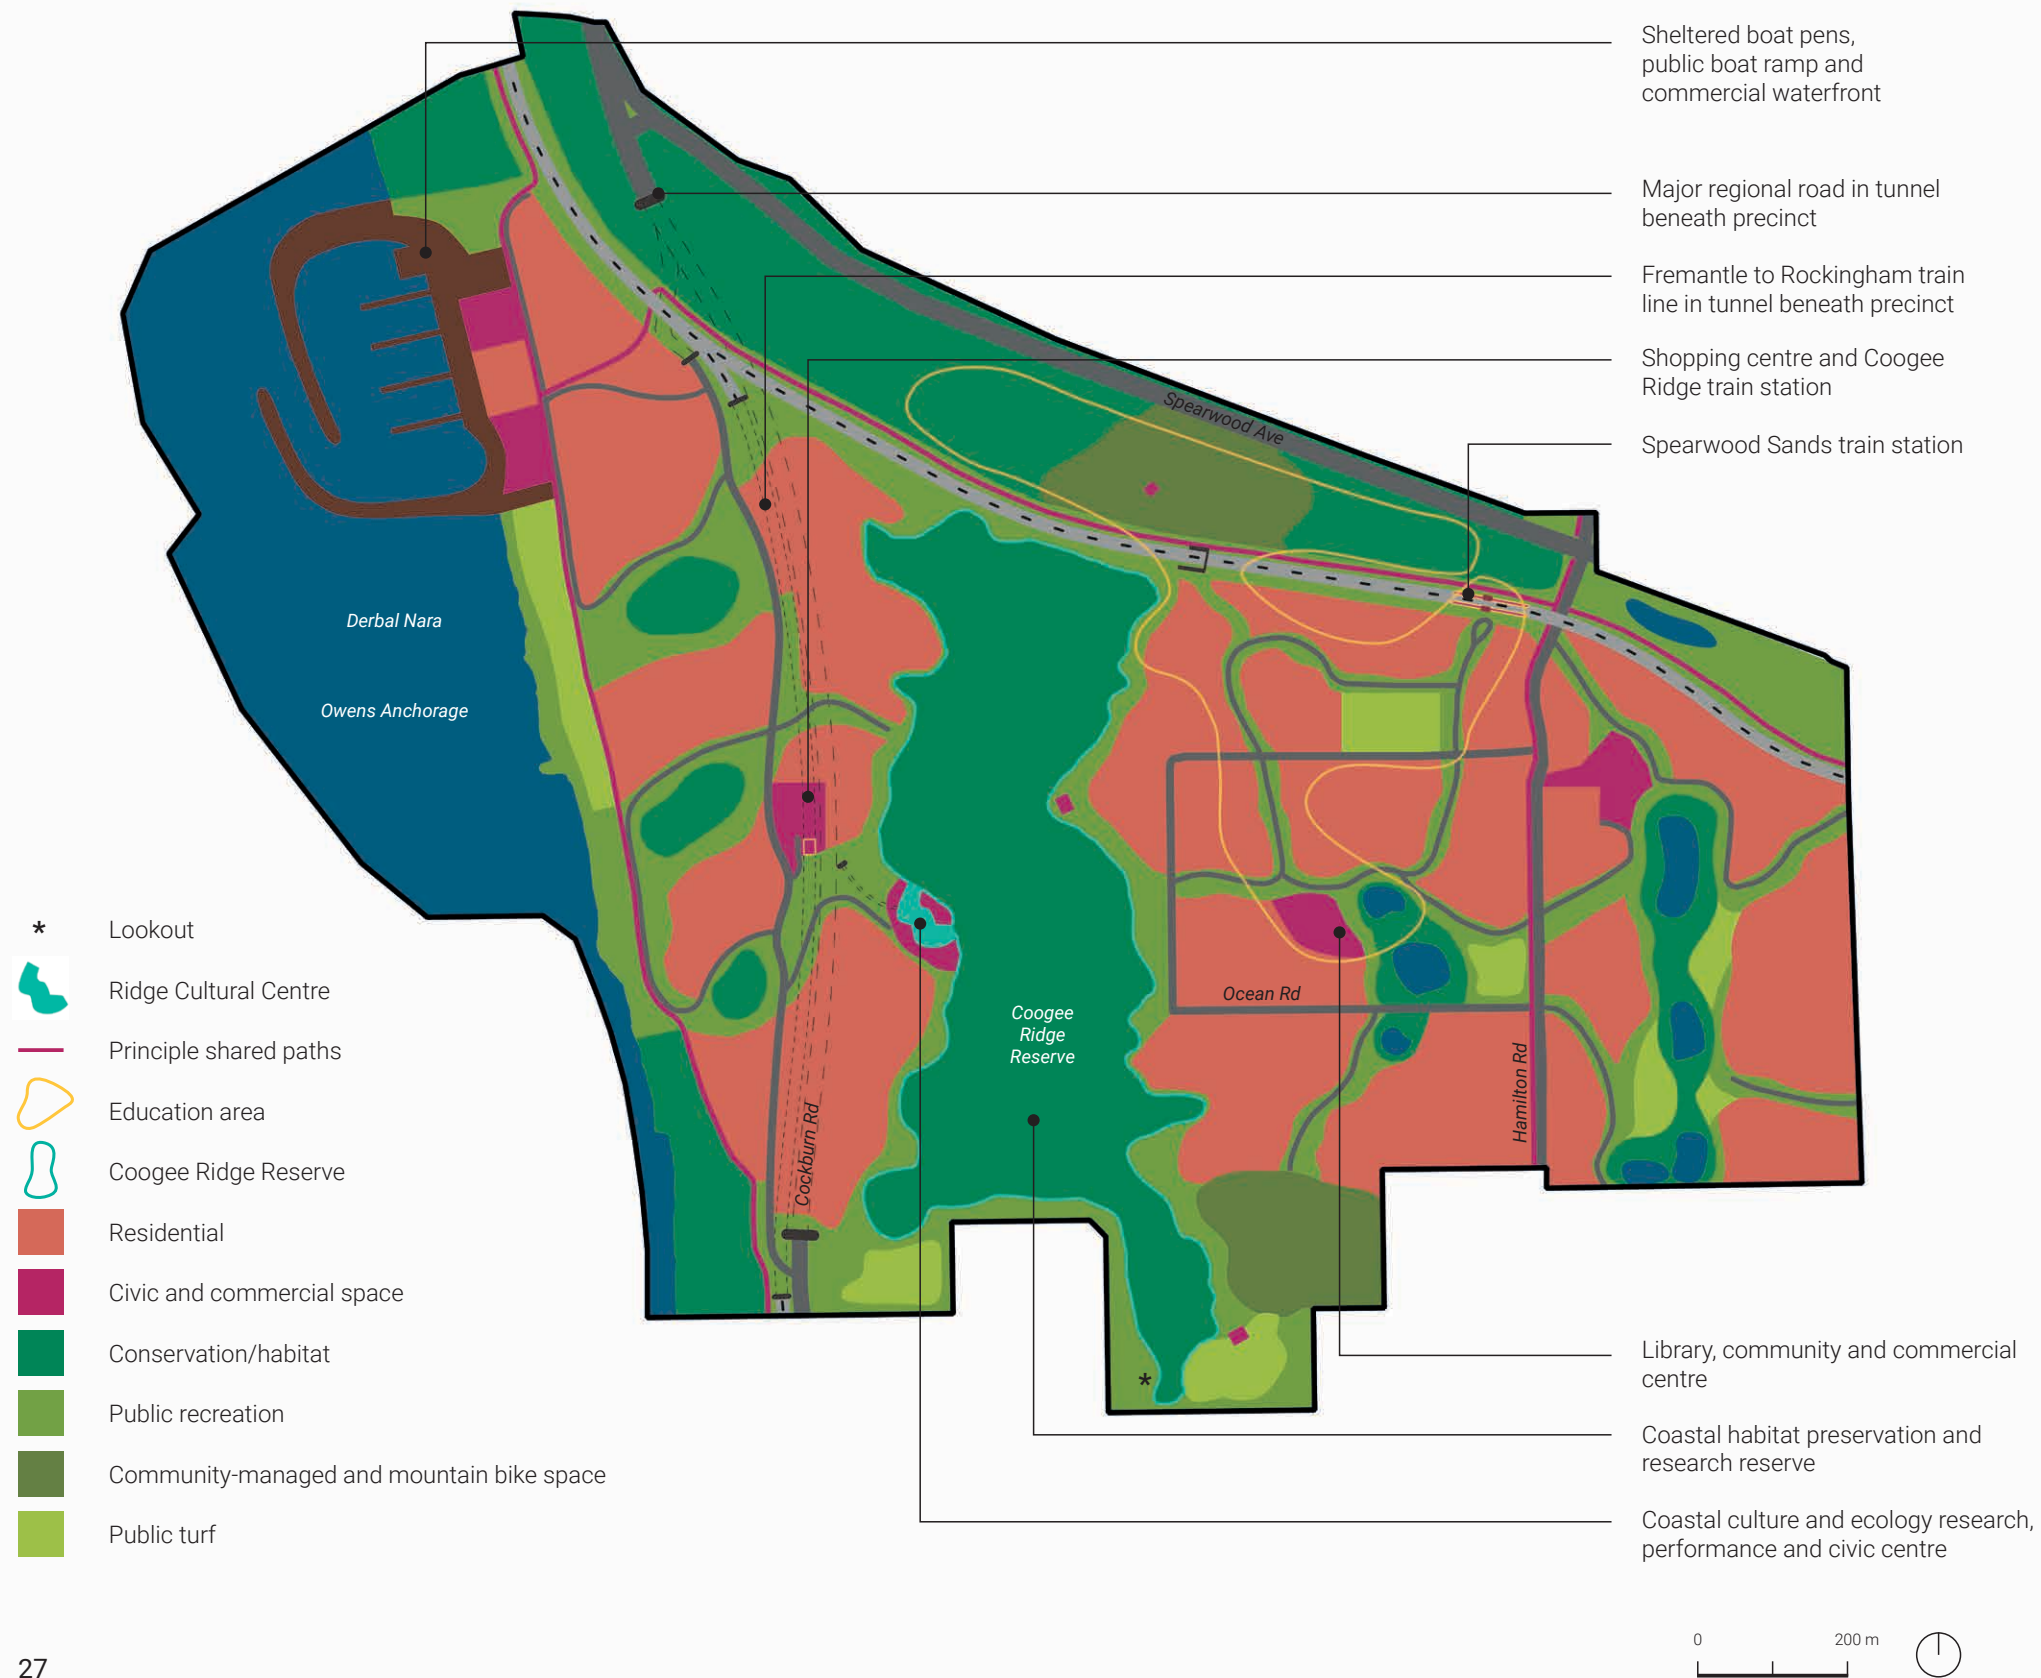 Sheltered boat pens,
public boat ramp and
commercial waterfront
Major regional road in tunnel
beneath precinct
Fremantle to Rockingham train
line in tunnel beneath precinct
Shopping centre and Coogee
Ridge train station
Spearwood Sands train station
Spearwood Ave
Derbal Nara
Owens Anchorage
Ocean Rd
Coogee
Ridge
Reserve
Hamilton Rd
Cockburn Rd
*
* Lookout
Ridge Cultural Centre
Principle shared paths
Education area
Coogee Ridge Reserve
Residential
Civic and commercial space
Conservation/habitat
Public recreation
Community-managed and mountain bike space
Public turf
Library, community and commercial
centre
Coastal habitat preservation and
research reserve
Coastal culture and ecology research,
performance and civic centre
0 200 m
27